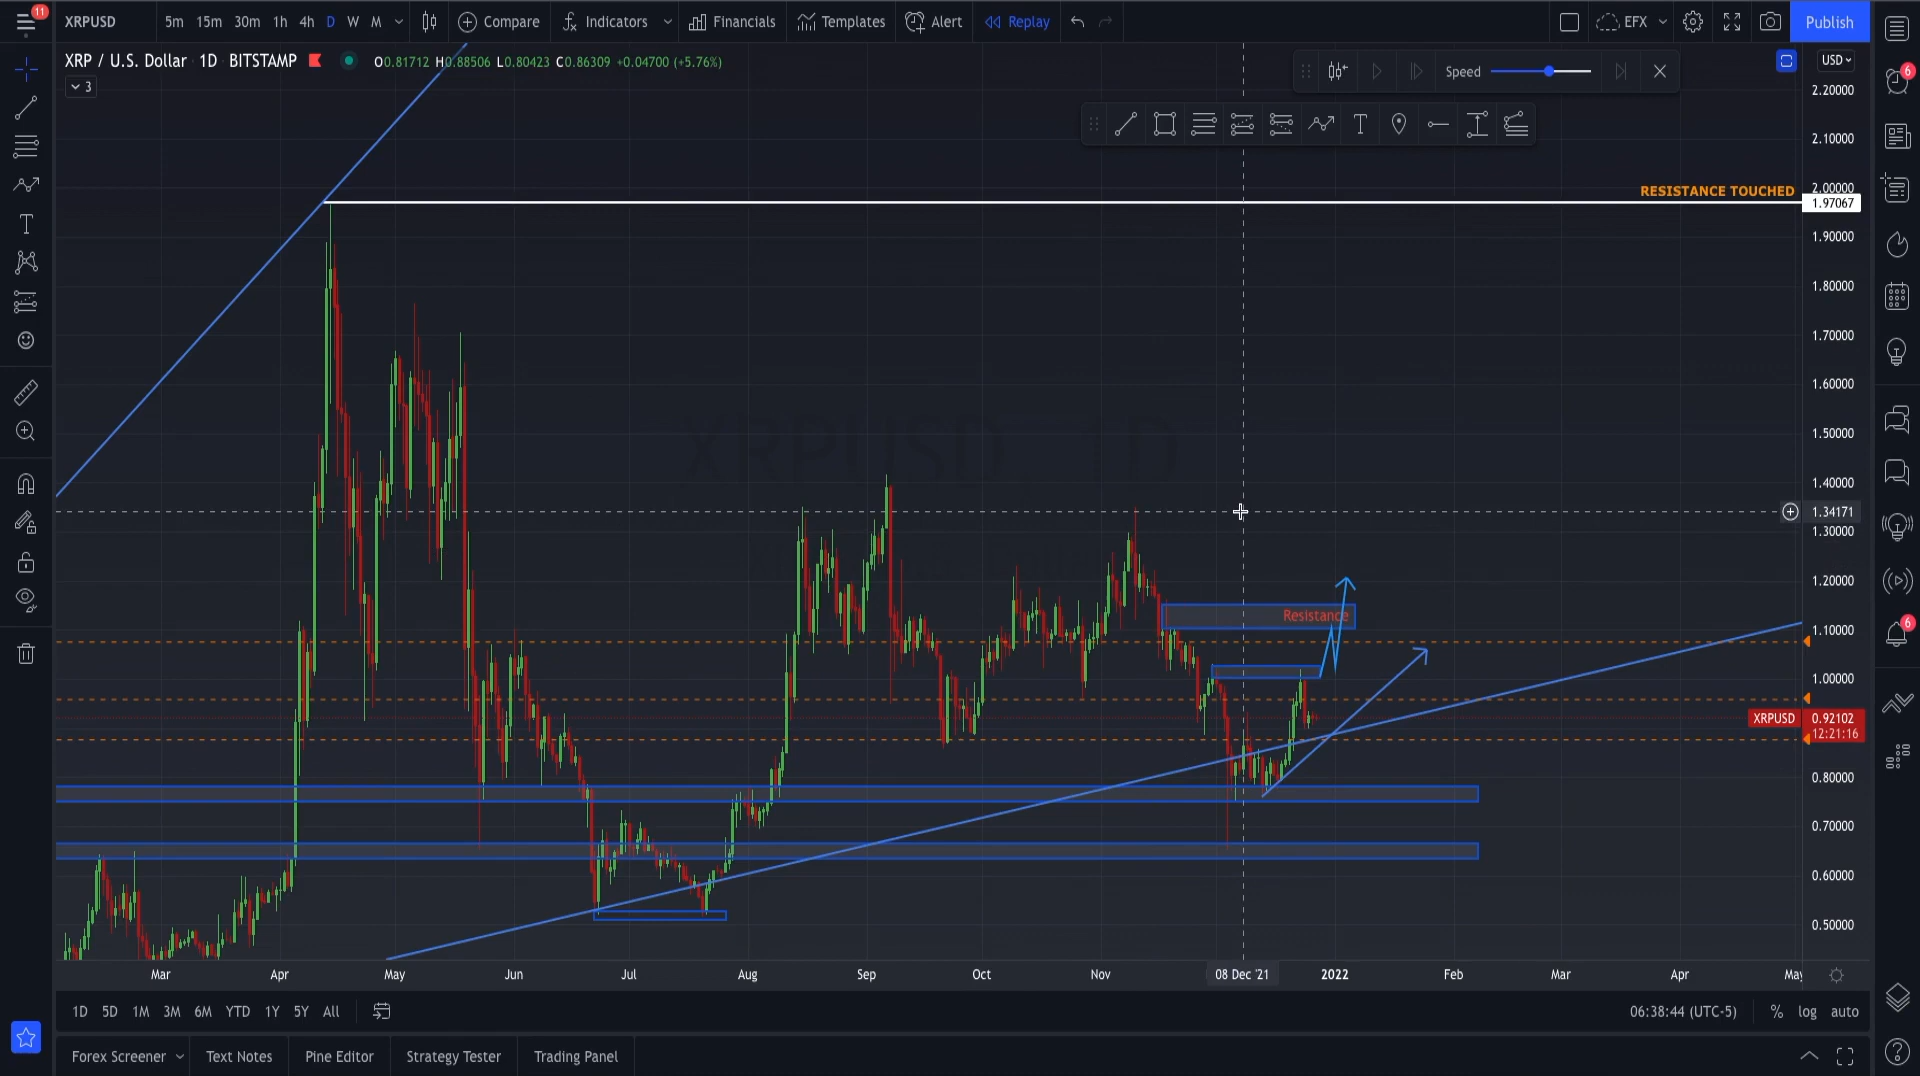 11
XRPUSD 5m 15m 30m 1h 4h D W M Compare Indicators Financials Templates Alert Replay EFX Publish
XRP / U.S. Dollar 1D BITSTAMP O0.81712 H0.88506 L0.80423 C0.86309 +0.04700 (+5.76%)
3
Speed
USD
6
2.20000
2.10000
RESISTANCE TOUCHED
2.00000
1.97067
1.90000
1.80000
1.70000
1.60000
1.50000
XRPUSD 1D
1.40000
1.34171
1.30000
1.20000
Resistance
1.10000
6
1.00000
XRPUSD 0.92102
12:21:16
0.80000
0.70000
0.60000
0.50000
Mar Apr May Jun Jul Aug Sep Oct Nov 08 Dec '21 2022 Feb Mar Apr May
1D 5D 1M 3M 6M YTD 1Y 5Y All 06:38:44 (UTC-5) % log auto
Forex Screener Text Notes Pine Editor Strategy Tester Trading Panel